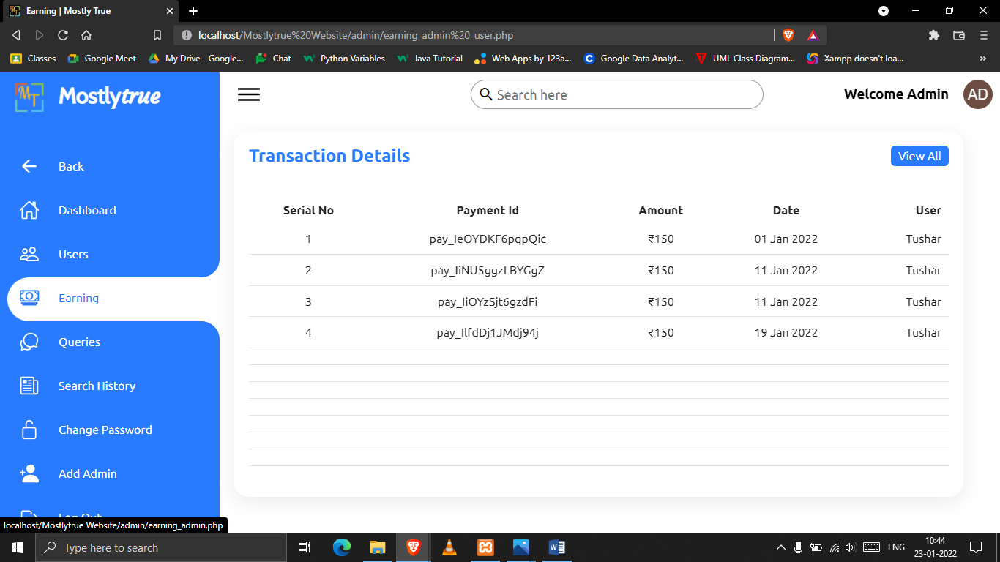 Earning | Mostly True
localhost/Mostlytrue%20Website/admin/earning_admin%20_user.php
Classes Google Meet My Drive - Google... Chat Python Variables Java Tutorial Web Apps by 123a... Google Data Analyt... UML Class Diagram... Xampp doesn't loa... »
MT Mostlytrue
Search here
Welcome Admin AD
Back
Dashboard
Users
Earning
Queries
Search History
Change Password
Add Admin
Log Out
Transaction Details View All
Serial No Payment Id Amount Date User
1 pay_IeOYDKF6pqpQic ₹150 01 Jan 2022 Tushar
2 pay_IiNU5ggzLBYGgZ ₹150 11 Jan 2022 Tushar
3 pay_IiOYzSjt6gzdFi ₹150 11 Jan 2022 Tushar
4 pay_IlfdDj1JMdj94j ₹150 19 Jan 2022 Tushar
localhost/Mostlytrue Website/admin/earning_admin.php
Type here to search
ENG
10:44
23-01-2022